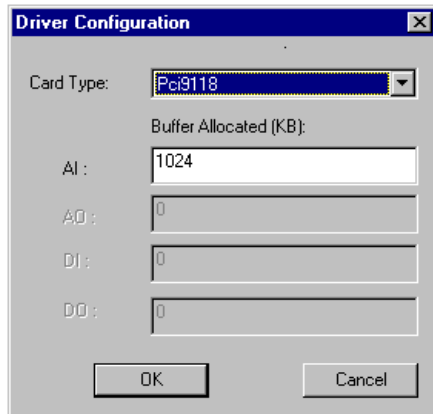 Driver Configuration
Card Type: Pci9118
Buffer Allocated (KB):
AI : 1024
AO : 0
DI : 0
DO : 0
OK Cancel